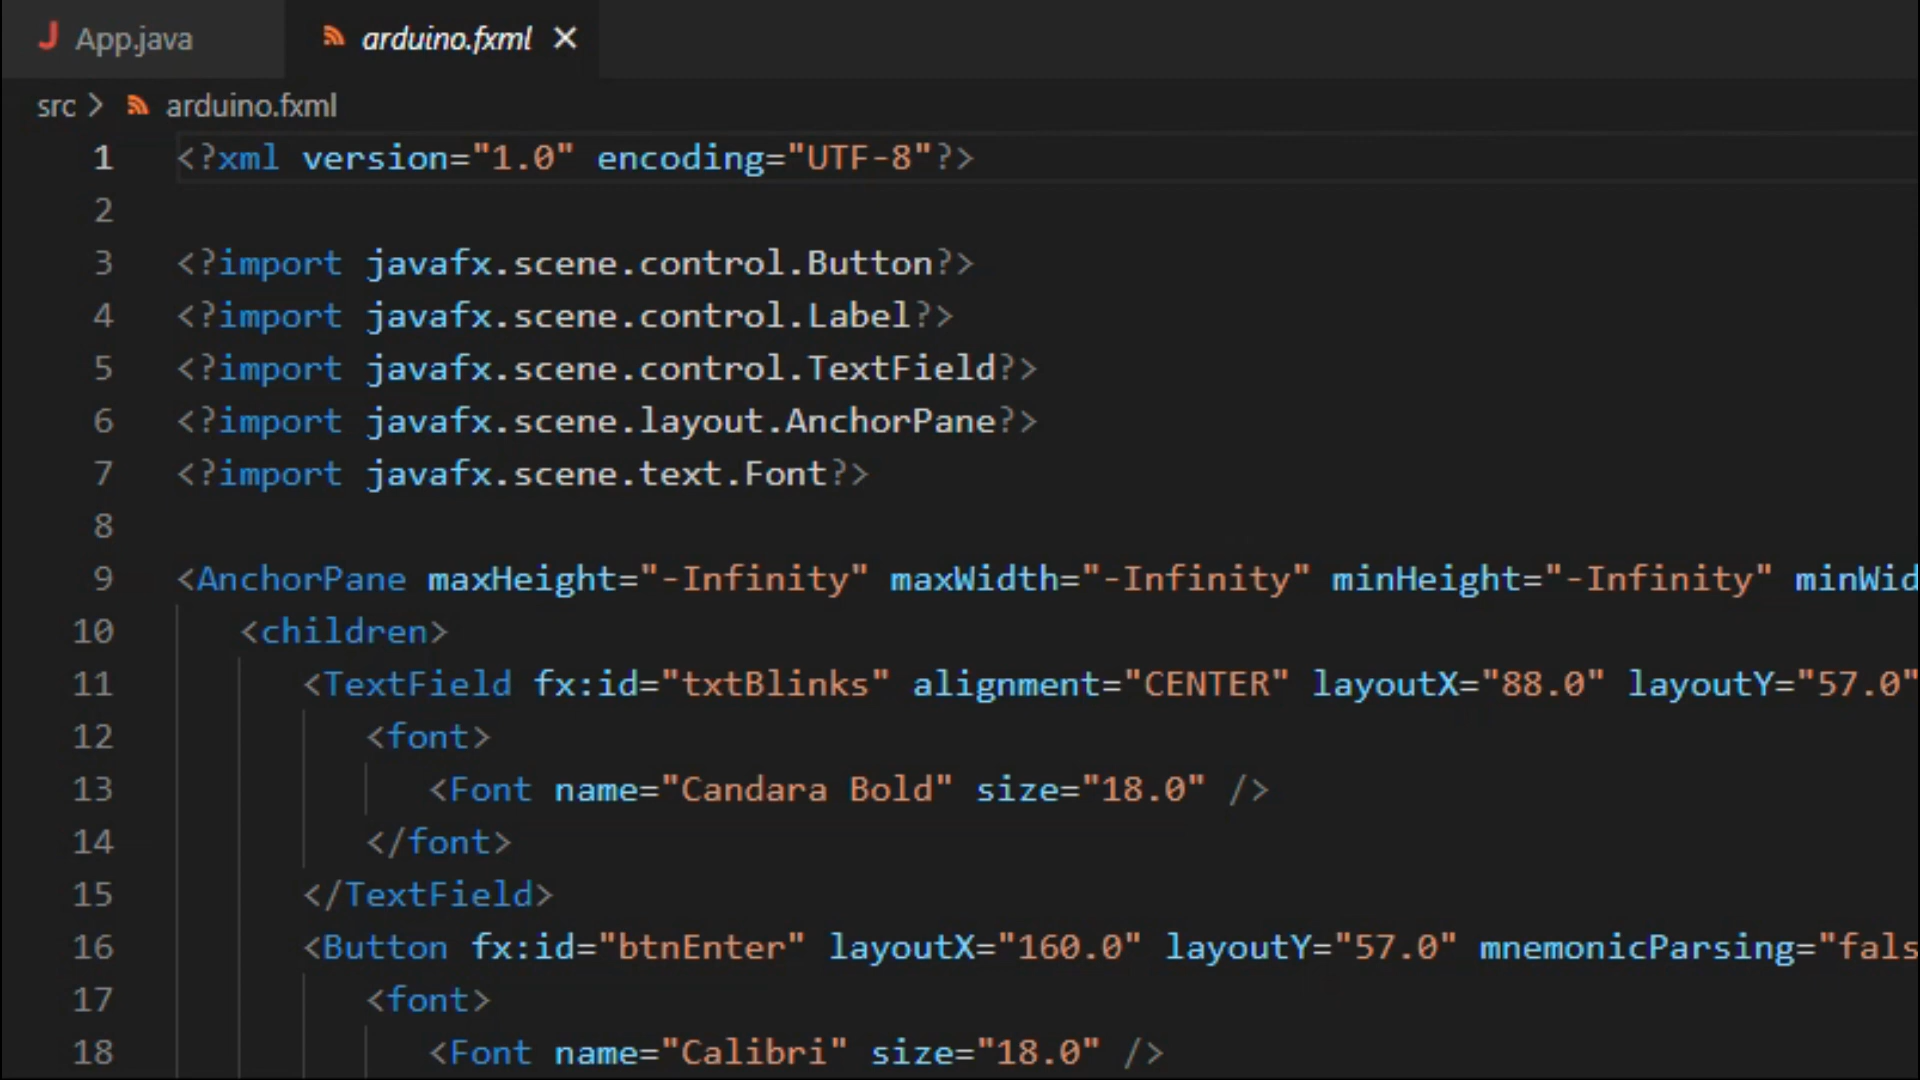 App.java arduino.fxml
src > arduino.fxml
1 <?xml version="1.0" encoding="UTF-8"?>
2
3 <?import javafx.scene.control.Button?>
4 <?import javafx.scene.control.Label?>
5 <?import javafx.scene.control.TextField?>
6 <?import javafx.scene.layout.AnchorPane?>
7 <?import javafx.scene.text.Font?>
8
9 <AnchorPane maxHeight="-Infinity" maxWidth="-Infinity" minHeight="-Infinity" minWid
10 <children>
11 <TextField fx:id="txtBlinks" alignment="CENTER" layoutX="88.0" layoutY="57.0"
12 <font>
13 <Font name="Candara Bold" size="18.0" />
14 </font>
15 </TextField>
16 <Button fx:id="btnEnter" layoutX="160.0" layoutY="57.0" mnemonicParsing="fals
17 <font>
18 <Font name="Calibri" size="18.0" />